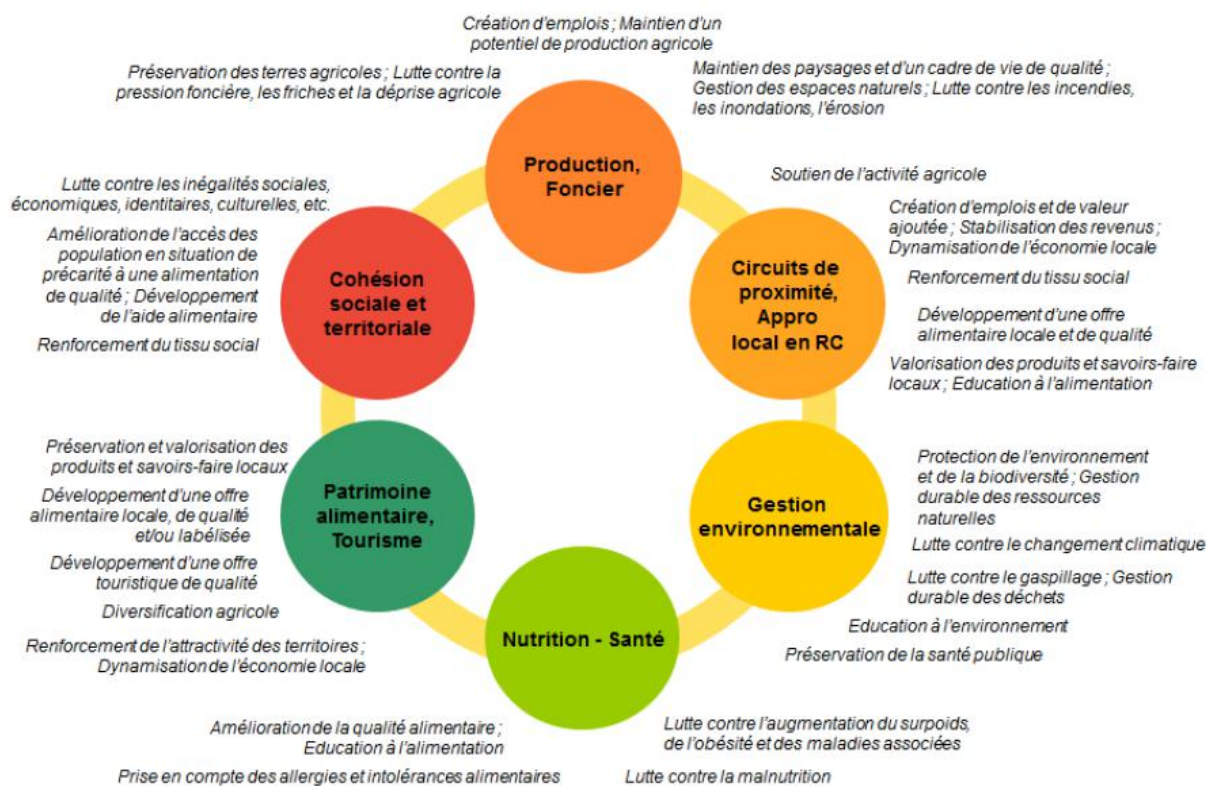 Création d'emplois ; Maintien d'un
potentiel de production agricole
Préservation des terres agricoles ; Lutte contre la
pression foncière, les friches et la déprise agricole
Maintien des paysages et d'un cadre de vie de qualité ;
Gestion des espaces naturels ; Lutte contre les incendies,
les inondations, l'érosion
Production,
Foncier
Soutien de l'activité agricole
Création d'emplois et de valeur
ajoutée ; Stabilisation des revenus ;
Dynamisation de l'économie locale
Renforcement du tissu social
Développement d'une offre
alimentaire locale et de qualité
Valorisation des produits et savoirs-faire
locaux ; Education à l'alimentation
Circuits de
proximité,
Appro
local en RC
Protection de l'environnement
et de la biodiversité ; Gestion
durable des ressources
naturelles
Lutte contre le changement climatique
Lutte contre le gaspillage ; Gestion
durable des déchets
Education à l'environnement
Préservation de la santé publique
Gestion
environnementale
Nutrition - Santé
Lutte contre l'augmentation du surpoids,
de l'obésité et des maladies associées
Lutte contre la malnutrition
Amélioration de la qualité alimentaire ;
Education à l'alimentation
Prise en compte des allergies et intolérances alimentaires
Patrimoine
alimentaire,
Tourisme
Préservation et valorisation des
produits et savoirs-faire locaux
Développement d'une offre
alimentaire locale, de qualité
et/ou labélisée
Développement d'une offre
touristique de qualité
Diversification agricole
Renforcement de l'attractivité des territoires ;
Dynamisation de l'économie locale
Cohésion
sociale et
territoriale
Lutte contre les inégalités sociales,
économiques, identitaires, culturelles, etc.
Amélioration de l'accès des
population en situation de
précarité à une alimentation
de qualité ; Développement
de l'aide alimentaire
Renforcement du tissu social